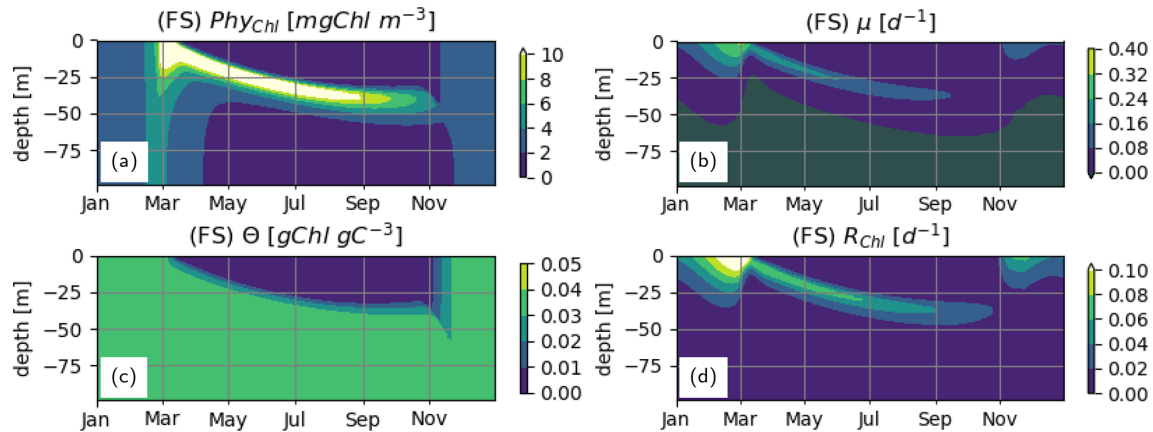 (FS) Phy_Chl [mgChl m⁻³]
0
−25
−50
−75
depth [m]
(a)
Jan Mar May Jul Sep Nov
10
8
6
4
2
0
(FS) μ [d⁻¹]
0
−25
−50
−75
depth [m]
(b)
Jan Mar May Jul Sep Nov
0.40
0.32
0.24
0.16
0.08
0.00
(FS) Θ [gChl gC⁻³]
0
−25
−50
−75
depth [m]
(c)
Jan Mar May Jul Sep Nov
0.05
0.04
0.03
0.02
0.01
0.00
(FS) R_Chl [d⁻¹]
0
−25
−50
−75
depth [m]
(d)
Jan Mar May Jul Sep Nov
0.10
0.08
0.06
0.04
0.02
0.00